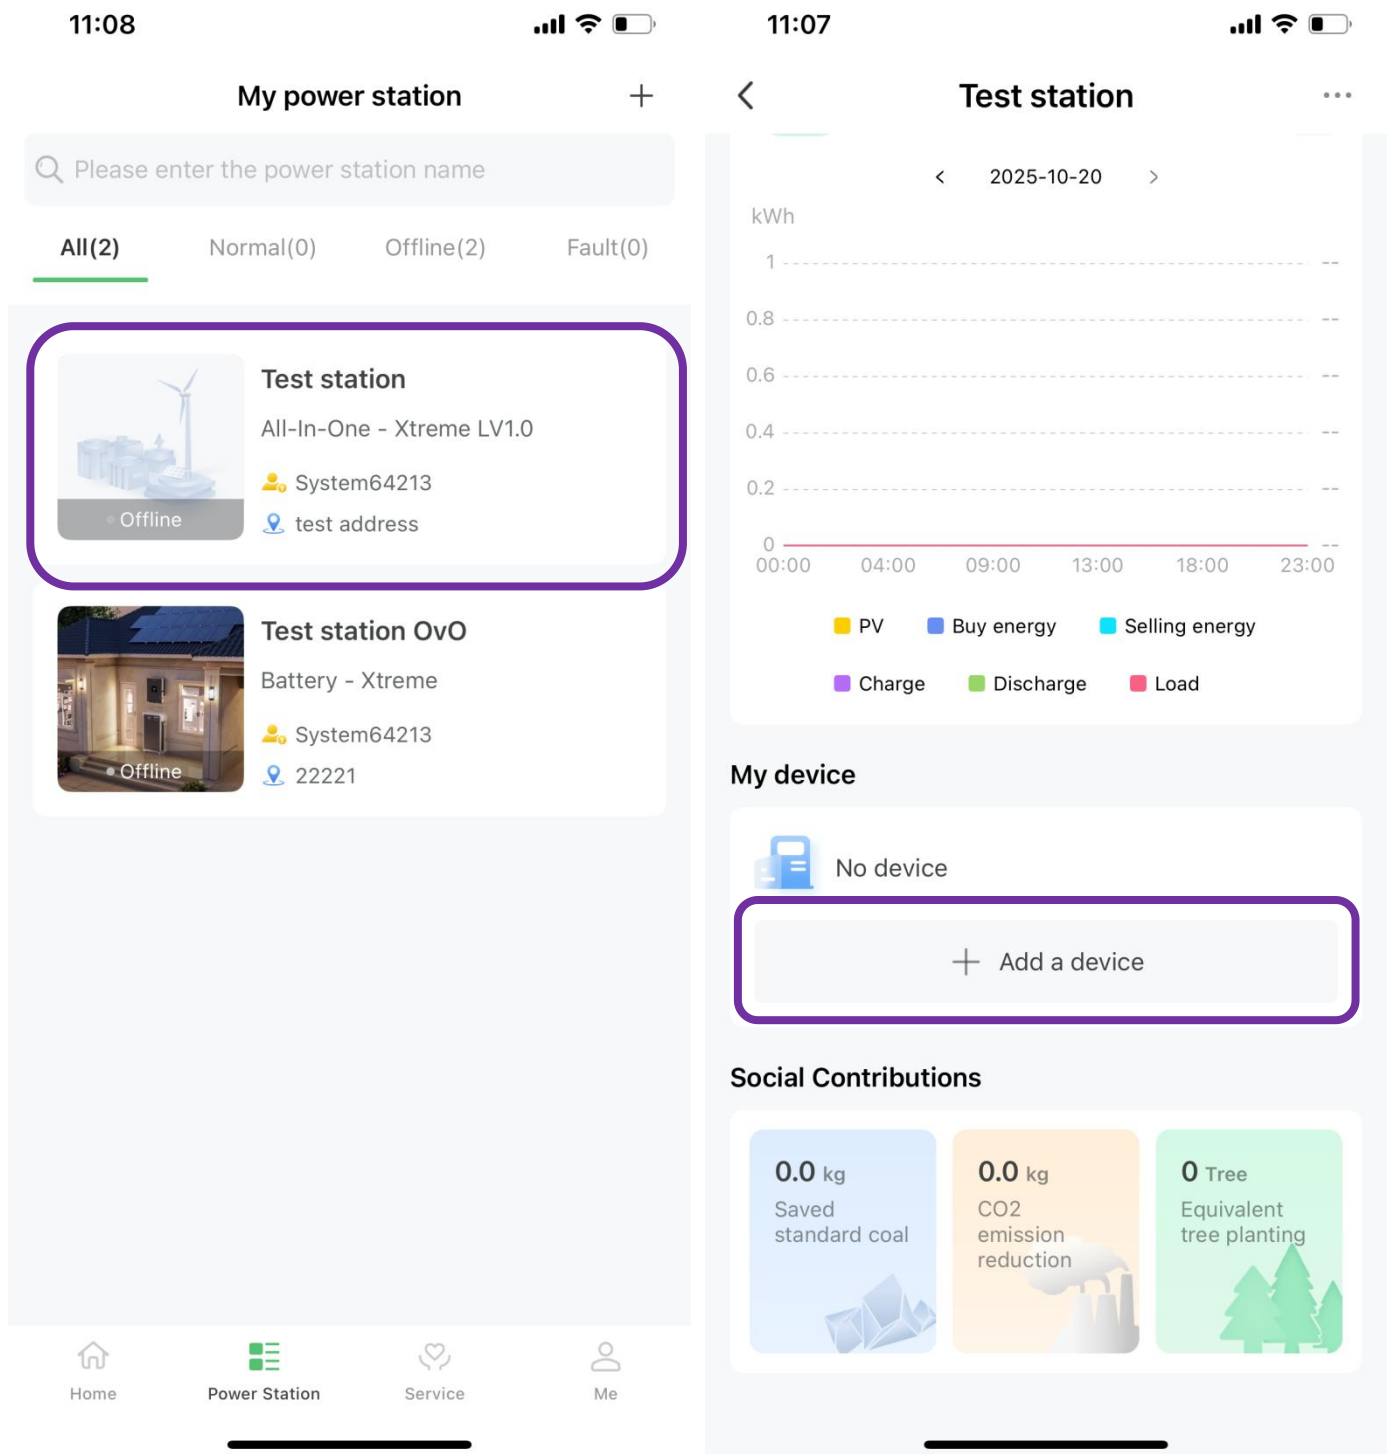 11:08
My power station
Please enter the power station name
All(2) Normal(0) Offline(2) Fault(0)
Test station
All-In-One - Xtreme LV1.0
System64213
test address
Offline
Test station OvO
Battery - Xtreme
System64213
22221
Offline
Home Power Station Service Me
11:07
Test station
2025-10-20
kWh
1 --
0.8 --
0.6 --
0.4 --
0.2 --
0 --
00:00 04:00 09:00 13:00 18:00 23:00
PV Buy energy Selling energy
Charge Discharge Load
My device
No device
Add a device
Social Contributions
0.0 kg
Saved
standard coal
0.0 kg
CO2
emission
reduction
0 Tree
Equivalent
tree planting